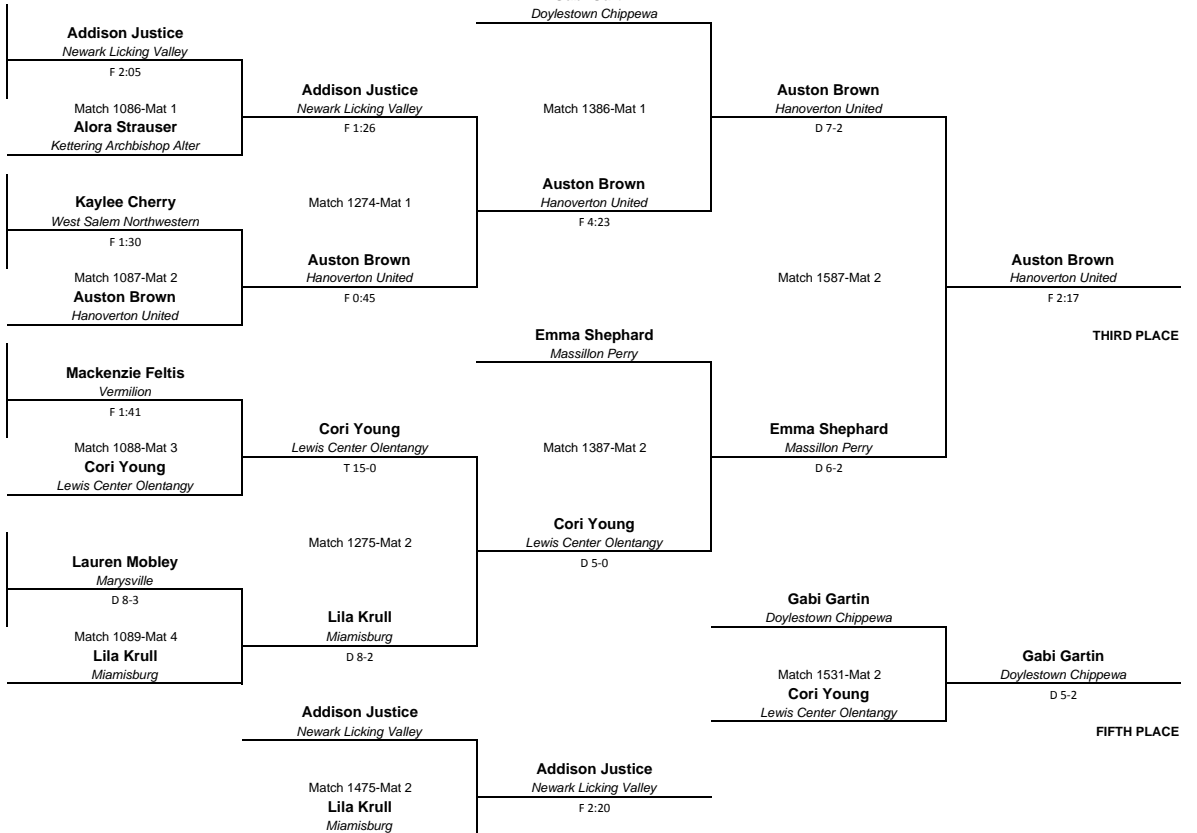 Doylestown Chippewa
Addison Justice
Newark Licking Valley
F 2:05
Match 1086-Mat 1
Alora Strauser
Kettering Archbishop Alter
Addison Justice
Newark Licking Valley
F 1:26
Match 1386-Mat 1
Auston Brown
Hanoverton United
D 7-2
Kaylee Cherry
West Salem Northwestern
F 1:30
Match 1087-Mat 2
Auston Brown
Hanoverton United
Match 1274-Mat 1
Auston Brown
Hanoverton United
F 4:23
Auston Brown
Hanoverton United
F 0:45
Match 1587-Mat 2
Auston Brown
Hanoverton United
F 2:17
THIRD PLACE
Mackenzie Feltis
Vermilion
F 1:41
Match 1088-Mat 3
Cori Young
Lewis Center Olentangy
Emma Shephard
Massillon Perry
Cori Young
Lewis Center Olentangy
T 15-0
Match 1387-Mat 2
Emma Shephard
Massillon Perry
D 6-2
Match 1275-Mat 2
Cori Young
Lewis Center Olentangy
D 5-0
Lauren Mobley
Marysville
D 8-3
Match 1089-Mat 4
Lila Krull
Miamisburg
Lila Krull
Miamisburg
D 8-2
Gabi Gartin
Doylestown Chippewa
Match 1531-Mat 2
Cori Young
Lewis Center Olentangy
Gabi Gartin
Doylestown Chippewa
D 5-2
FIFTH PLACE
Addison Justice
Newark Licking Valley
Match 1475-Mat 2
Lila Krull
Miamisburg
Addison Justice
Newark Licking Valley
F 2:20